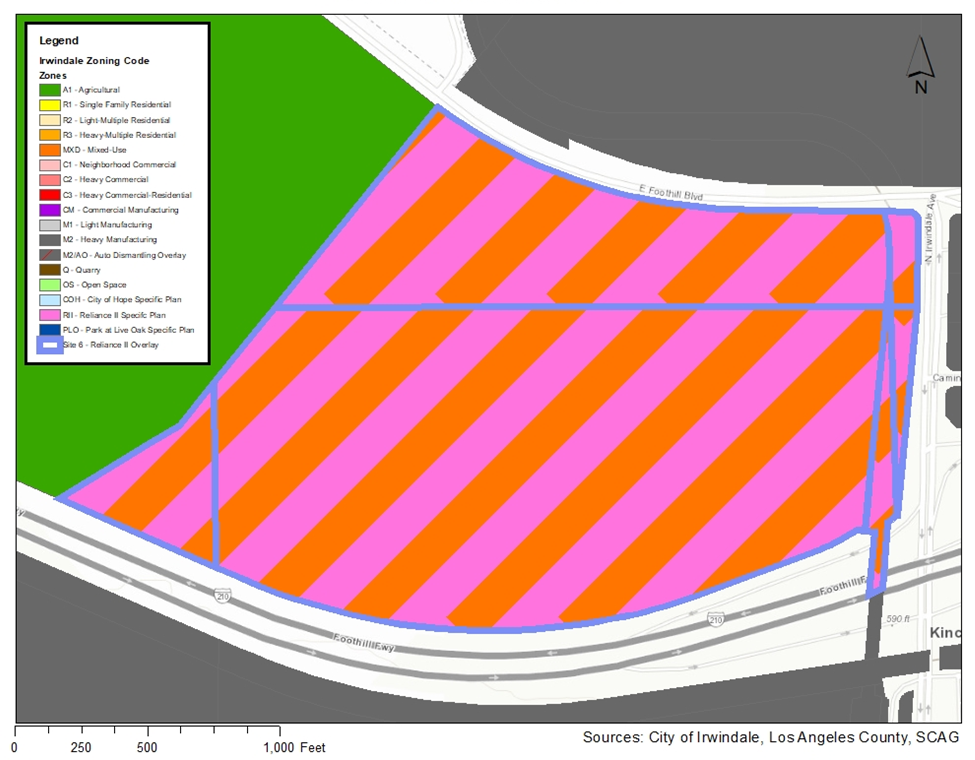 Legend
Irwindale Zoning Code
Zones
A1 - Agricultural
R1 - Single Family Residential
R2 - Light-Multiple Residential
R3 - Heavy-Multiple Residential
MXD - Mixed-Use
C1 - Neighborhood Commercial
C2 - Heavy Commercial
C3 - Heavy Commercial-Residential
CM - Commercial Manufacturing
M1 - Light Manufacturing
M2 - Heavy Manufacturing
M2/AO - Auto Dismantling Overlay
Q - Quarry
OS - Open Space
COH - City of Hope Specific Plan
RII - Reliance II Specific Plan
PLO - Park at Live Oak Specific Plan
Site 6 - Reliance II Overlay
N
E Foothill Blvd
N Irwindale Ave
Camin
210
Foothill Fwy
210
Foothill F
590 ft
Kinc
0 250 500 1,000 Feet
Sources: City of Irwindale, Los Angeles County, SCAG